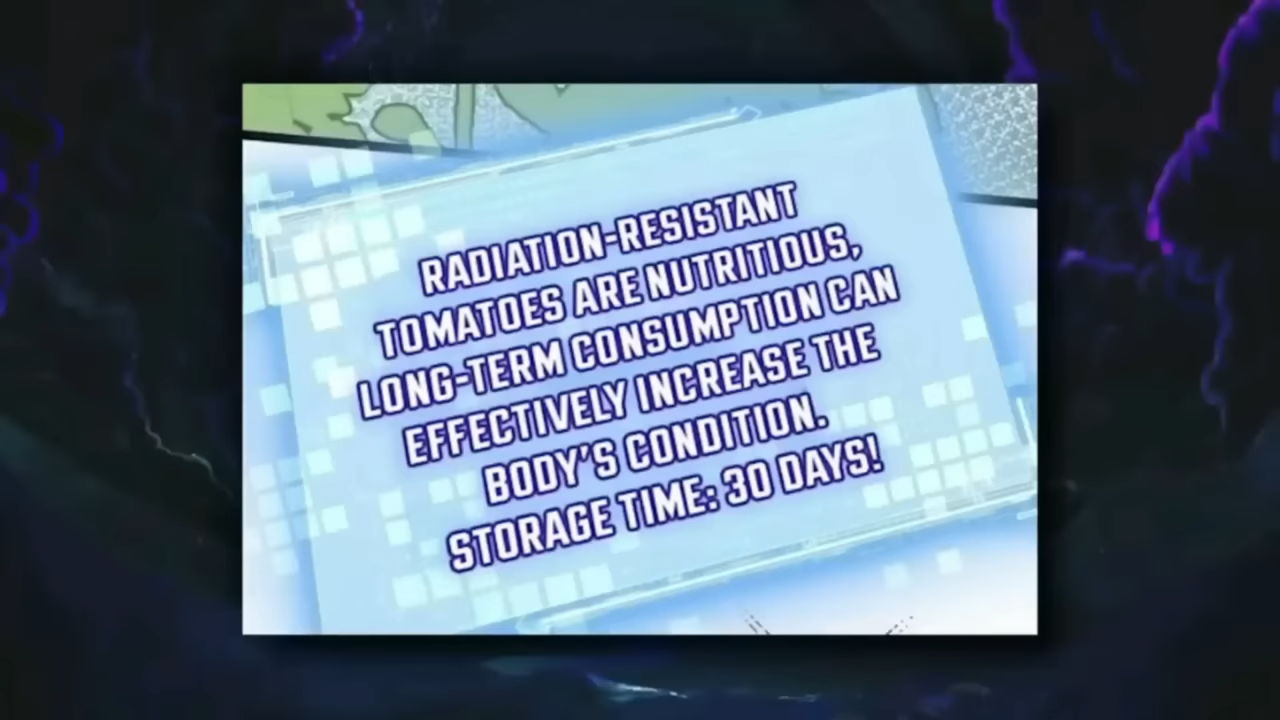 RADIATION-RESISTANT
TOMATOES ARE NUTRITIOUS,
LONG-TERM CONSUMPTION CAN
EFFECTIVELY INCREASE THE
BODY'S CONDITION.
STORAGE TIME: 30 DAYS!